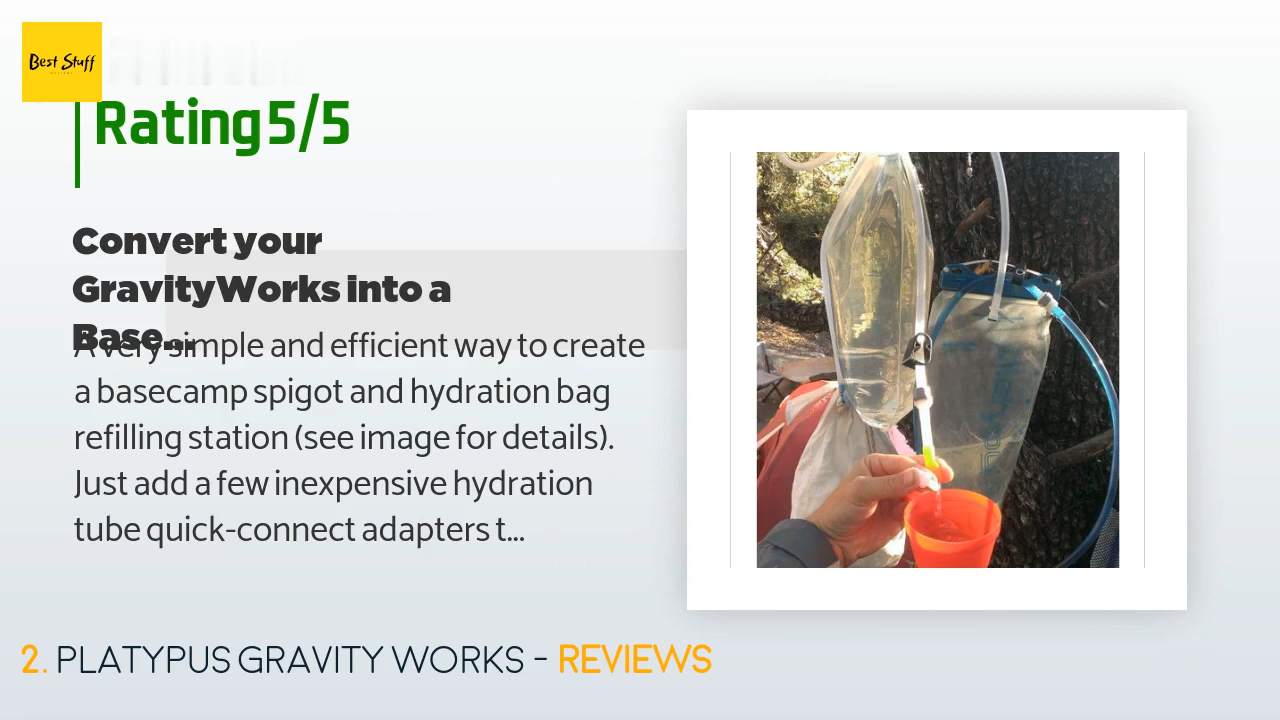 Best Stuff
Rating 5/5
Convert your
GravityWorks into a
Base...
A very simple and efficient way to create
a basecamp spigot and hydration bag
refilling station (see image for details).
Just add a few inexpensive hydration
tube quick-connect adapters t...
2. PLATYPUS GRAVITY WORKS - REVIEWS